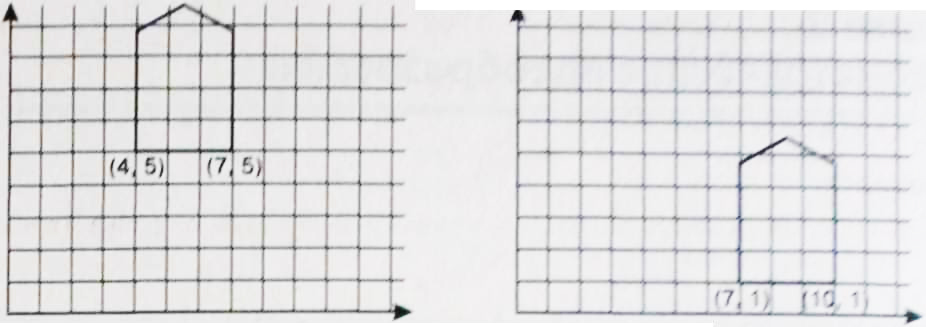 (4, 5) (7, 5)
(7, 1) (10, 1)